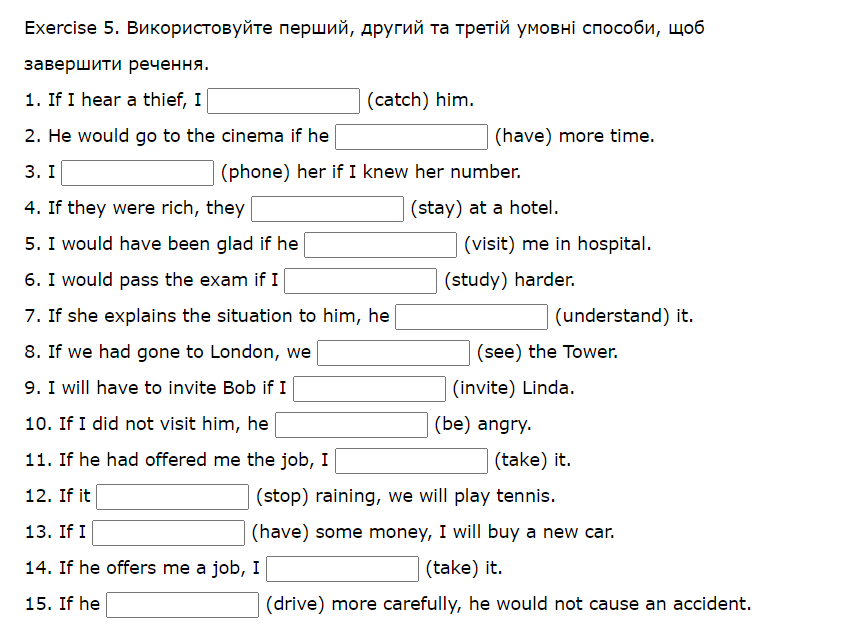 Exercise 5. Використовуйте перший, другий та третій умовні способи, щоб
завершити речення.
1. If I hear a thief, I (catch) him.
2. He would go to the cinema if he (have) more time.
3. I (phone) her if I knew her number.
4. If they were rich, they (stay) at a hotel.
5. I would have been glad if he (visit) me in hospital.
6. I would pass the exam if I (study) harder.
7. If she explains the situation to him, he (understand) it.
8. If we had gone to London, we (see) the Tower.
9. I will have to invite Bob if I (invite) Linda.
10. If I did not visit him, he (be) angry.
11. If he had offered me the job, I (take) it.
12. If it (stop) raining, we will play tennis.
13. If I (have) some money, I will buy a new car.
14. If he offers me a job, I (take) it.
15. If he (drive) more carefully, he would not cause an accident.